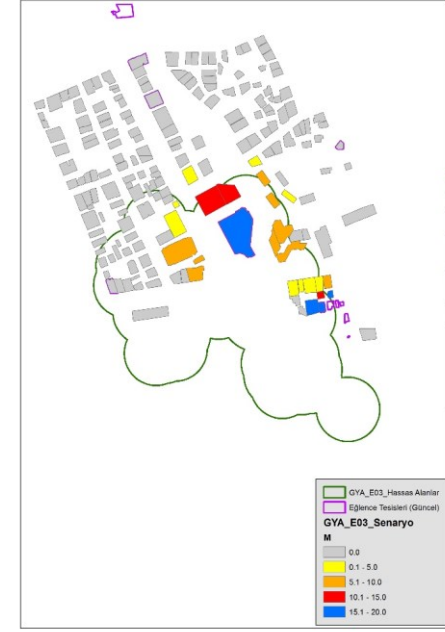 GYA_E03_Hassas Alanlar
Eğlence Tesisleri (Güncel)
GYA_E03_Senaryo
M
0.0
0.1 - 5.0
5.1 - 10.0
10.1 - 15.0
15.1 - 20.0